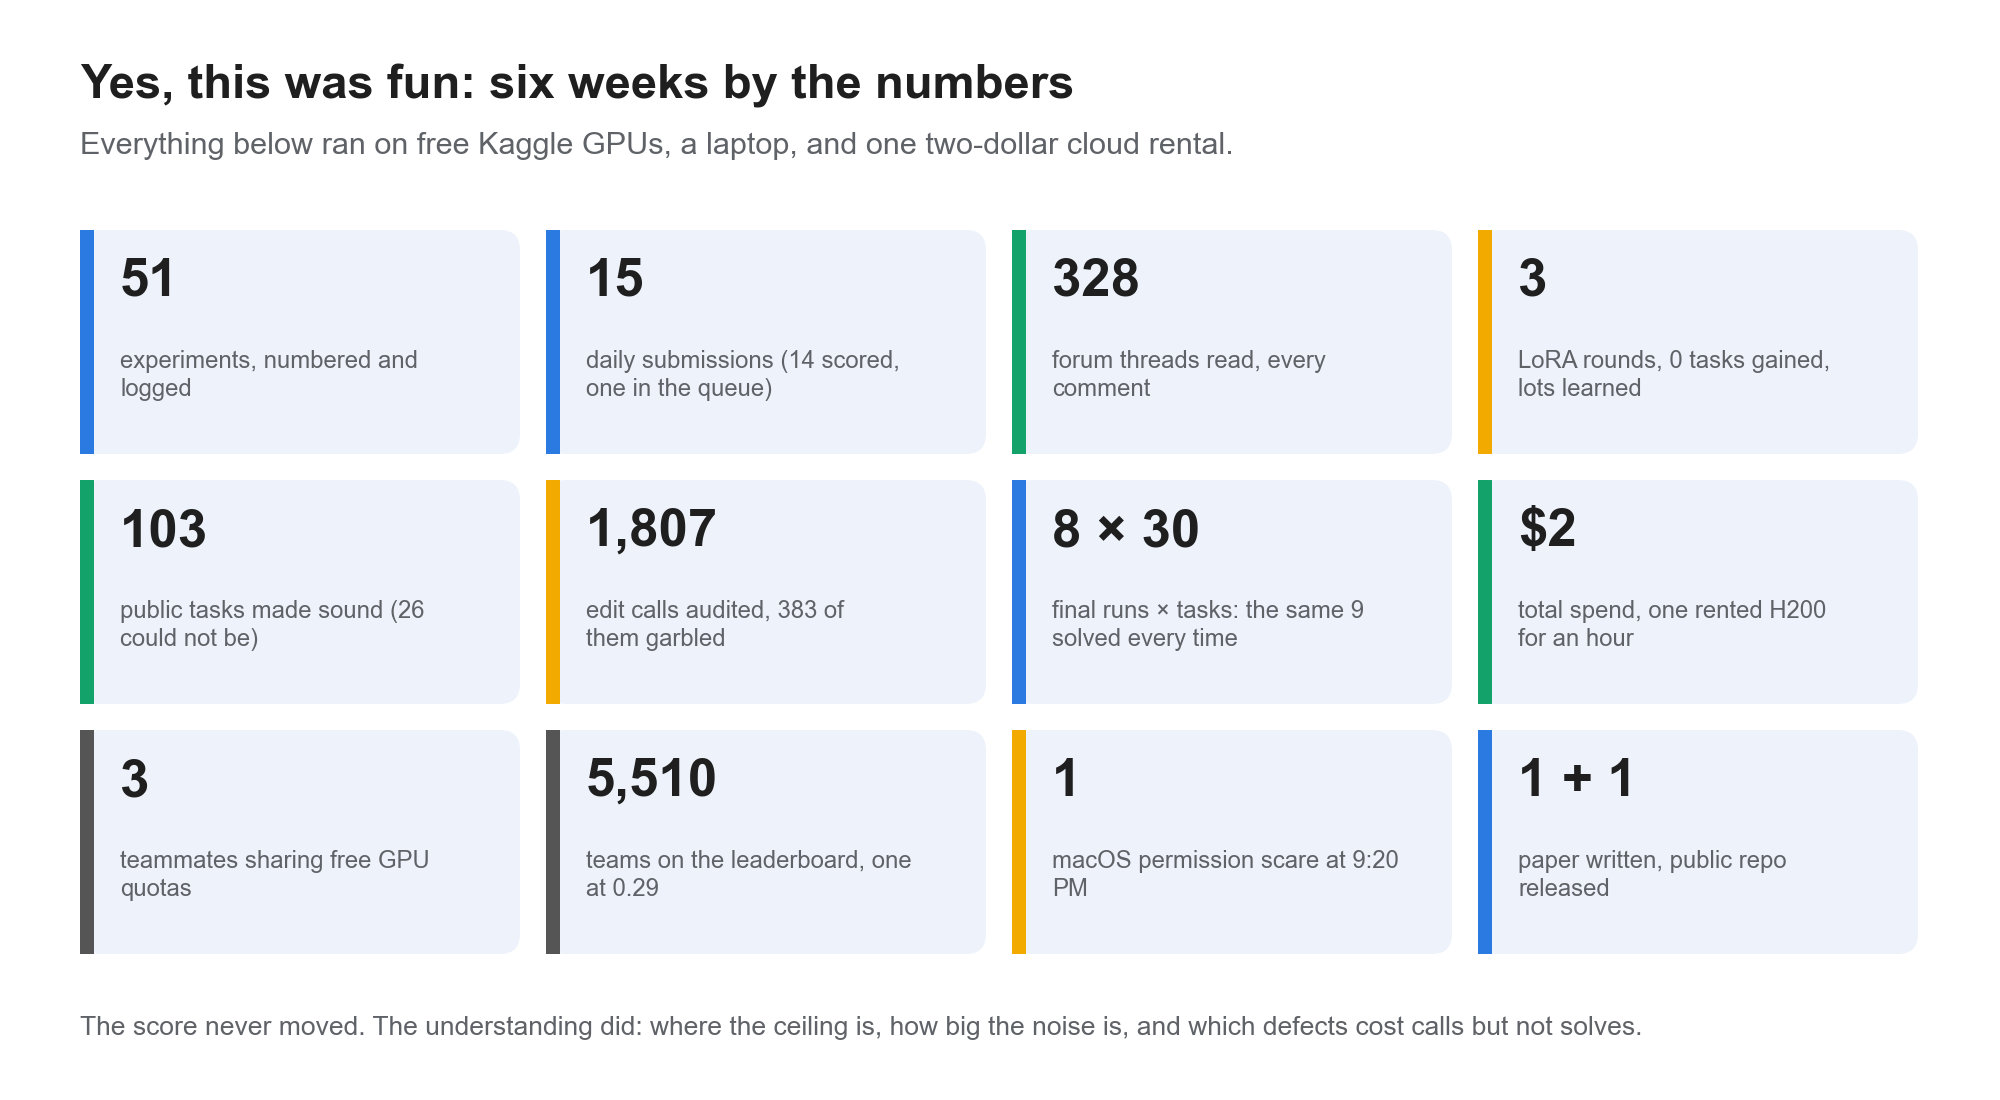 Yes, this was fun: six weeks by the numbers
Everything below ran on free Kaggle GPUs, a laptop, and one two-dollar cloud rental.
51
experiments, numbered and
logged
15
daily submissions (14 scored,
one in the queue)
328
forum threads read, every
comment
3
LoRA rounds, 0 tasks gained,
lots learned
103
public tasks made sound (26
could not be)
1,807
edit calls audited, 383 of
them garbled
8 × 30
final runs × tasks: the same 9
solved every time
$2
total spend, one rented H200
for an hour
3
teammates sharing free GPU
quotas
5,510
teams on the leaderboard, one
at 0.29
1
macOS permission scare at 9:20
PM
1 + 1
paper written, public repo
released
The score never moved. The understanding did: where the ceiling is, how big the noise is, and which defects cost calls but not solves.